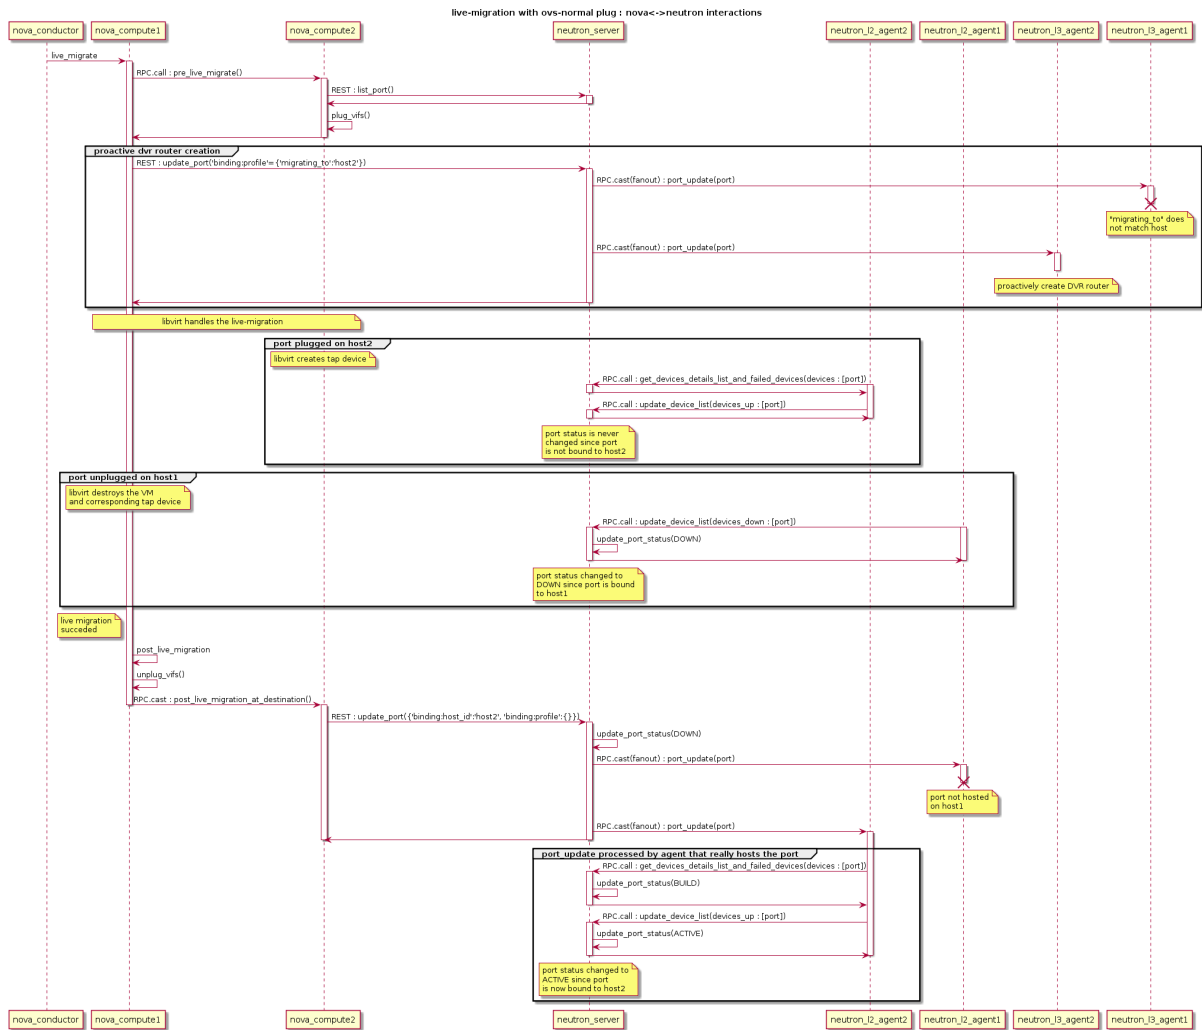 live-migration with ovs-normal plug : nova<->neutron interactions
nova_conductor
nova_compute1
nova_compute2
neutron_server
neutron_l2_agent2
neutron_l2_agent1
neutron_l3_agent2
neutron_l3_agent1
live_migrate
RPC.call : pre_live_migrate()
REST : list_port()
plug_vifs()
proactive dvr router creation
REST : update_port('binding:profile'= {'migrating_to':'host2'})
RPC.cast(fanout) : port_update(port)
"migrating_to" does
not match host
RPC.cast(fanout) : port_update(port)
proactively create DVR router
libvirt handles the live-migration
port plugged on host2
libvirt creates tap device
RPC.call : get_devices_details_list_and_failed_devices(devices : [port])
RPC.call : update_device_list(devices_up : [port])
port status is never
changed since port
is not bound to host2
port unplugged on host1
libvirt destroys the VM
and corresponding tap device
RPC.call : update_device_list(devices_down : [port])
update_port_status(DOWN)
port status changed to
DOWN since port is bound
to host1
live migration
succeded
post_live_migration
unplug_vifs()
RPC.cast : post_live_migration_at_destination()
REST : update_port({'binding:host_id':'host2', 'binding:profile':{}})
update_port_status(DOWN)
RPC.cast(fanout) : port_update(port)
port not hosted
on host1
RPC.cast(fanout) : port_update(port)
port_update processed by agent that really hosts the port
RPC.call : get_devices_details_list_and_failed_devices(devices : [port])
update_port_status(BUILD)
RPC.call : update_device_list(devices_up : [port])
update_port_status(ACTIVE)
port status changed to
ACTIVE since port
is now bound to host2
nova_conductor
nova_compute1
nova_compute2
neutron_server
neutron_l2_agent2
neutron_l2_agent1
neutron_l3_agent2
neutron_l3_agent1